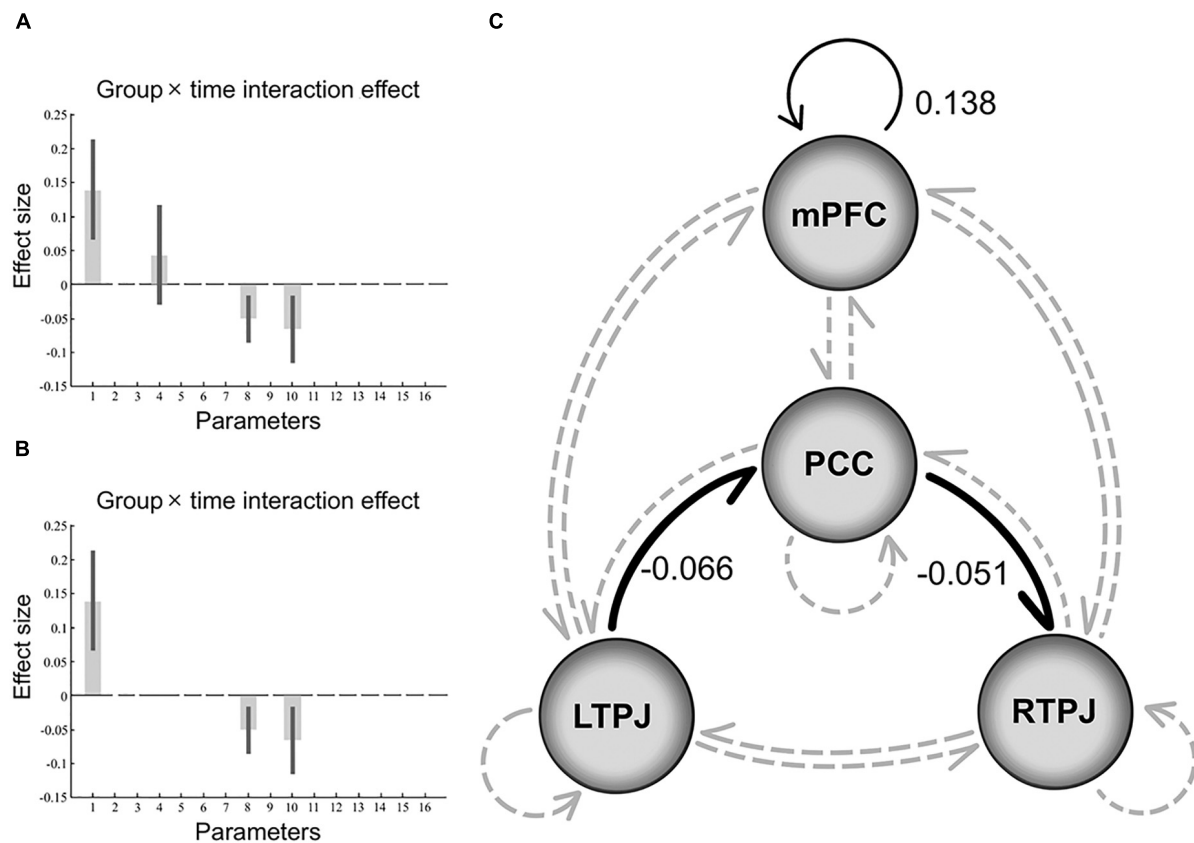 A
Group × time interaction effect
0.25
0.2
0.15
0.1
0.05
0
-0.05
-0.1
-0.15
Effect size
1 2 3 4 5 6 7 8 9 10 11 12 13 14 15 16
Parameters
B
Group × time interaction effect
0.25
0.2
0.15
0.1
0.05
0
-0.05
-0.1
-0.15
Effect size
1 2 3 4 5 6 7 8 9 10 11 12 13 14 15 16
Parameters
C
0.138
mPFC
PCC
-0.066
-0.051
LTPJ
RTPJ